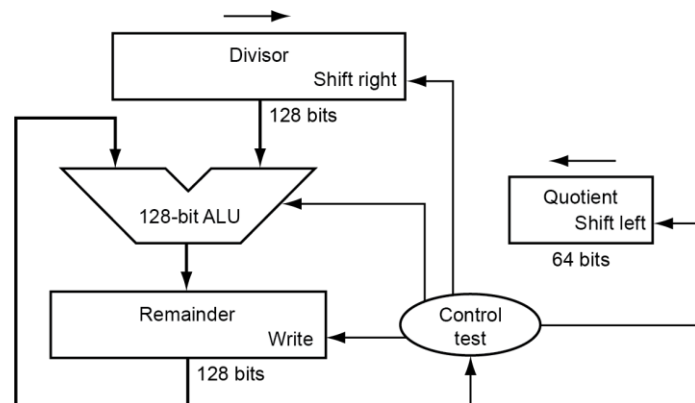 Divisor
Shift right
128 bits
128-bit ALU
Quotient
Shift left
64 bits
Remainder
Write
Control
test
128 bits